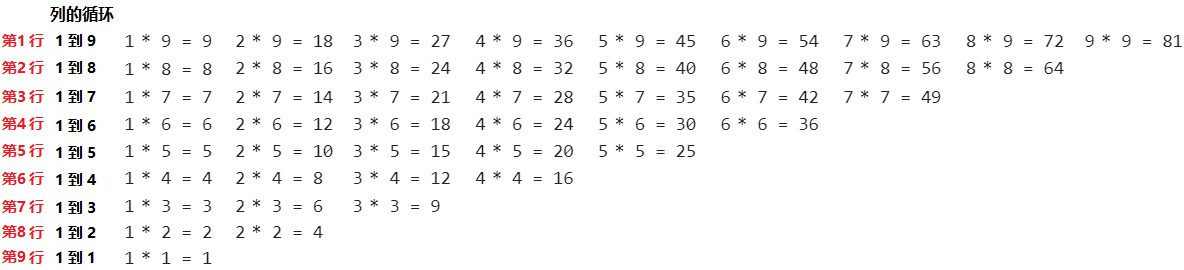 列的循环
第1行 1 到 9 1 * 9 = 9 2 * 9 = 18 3 * 9 = 27 4 * 9 = 36 5 * 9 = 45 6 * 9 = 54 7 * 9 = 63 8 * 9 = 72 9 * 9 = 81
第2行 1 到 8 1 * 8 = 8 2 * 8 = 16 3 * 8 = 24 4 * 8 = 32 5 * 8 = 40 6 * 8 = 48 7 * 8 = 56 8 * 8 = 64
第3行 1 到 7 1 * 7 = 7 2 * 7 = 14 3 * 7 = 21 4 * 7 = 28 5 * 7 = 35 6 * 7 = 42 7 * 7 = 49
第4行 1 到 6 1 * 6 = 6 2 * 6 = 12 3 * 6 = 18 4 * 6 = 24 5 * 6 = 30 6 * 6 = 36
第5行 1 到 5 1 * 5 = 5 2 * 5 = 10 3 * 5 = 15 4 * 5 = 20 5 * 5 = 25
第6行 1 到 4 1 * 4 = 4 2 * 4 = 8 3 * 4 = 12 4 * 4 = 16
第7行 1 到 3 1 * 3 = 3 2 * 3 = 6 3 * 3 = 9
第8行 1 到 2 1 * 2 = 2 2 * 2 = 4
第9行 1 到 1 1 * 1 = 1